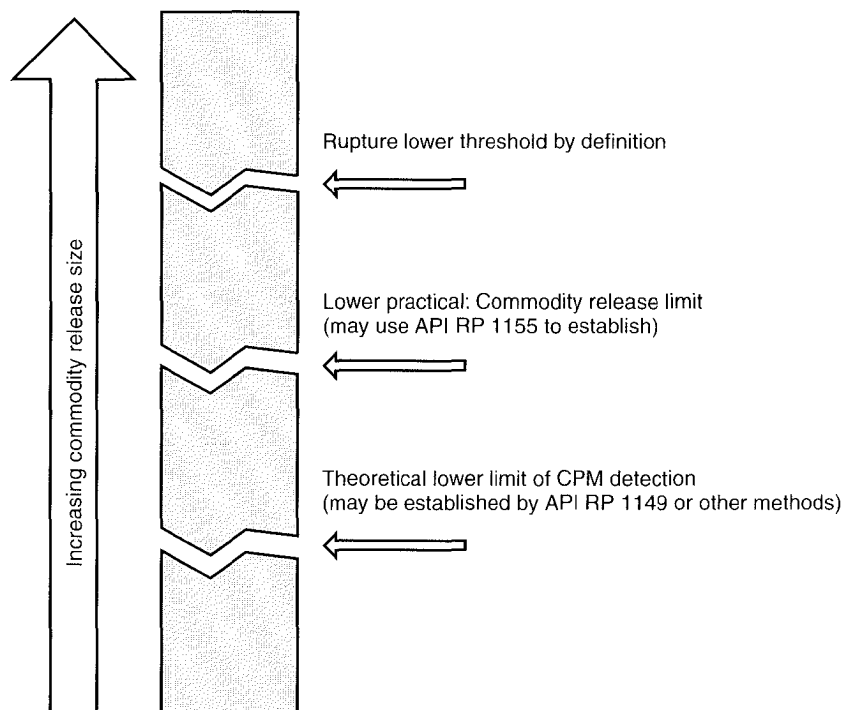 Rupture lower threshold by definition
Increasing commodity release size
Lower practical: Commodity release limit
(may use API RP 1155 to establish)
Theoretical lower limit of CPM detection
(may be established by API RP 1149 or other methods)